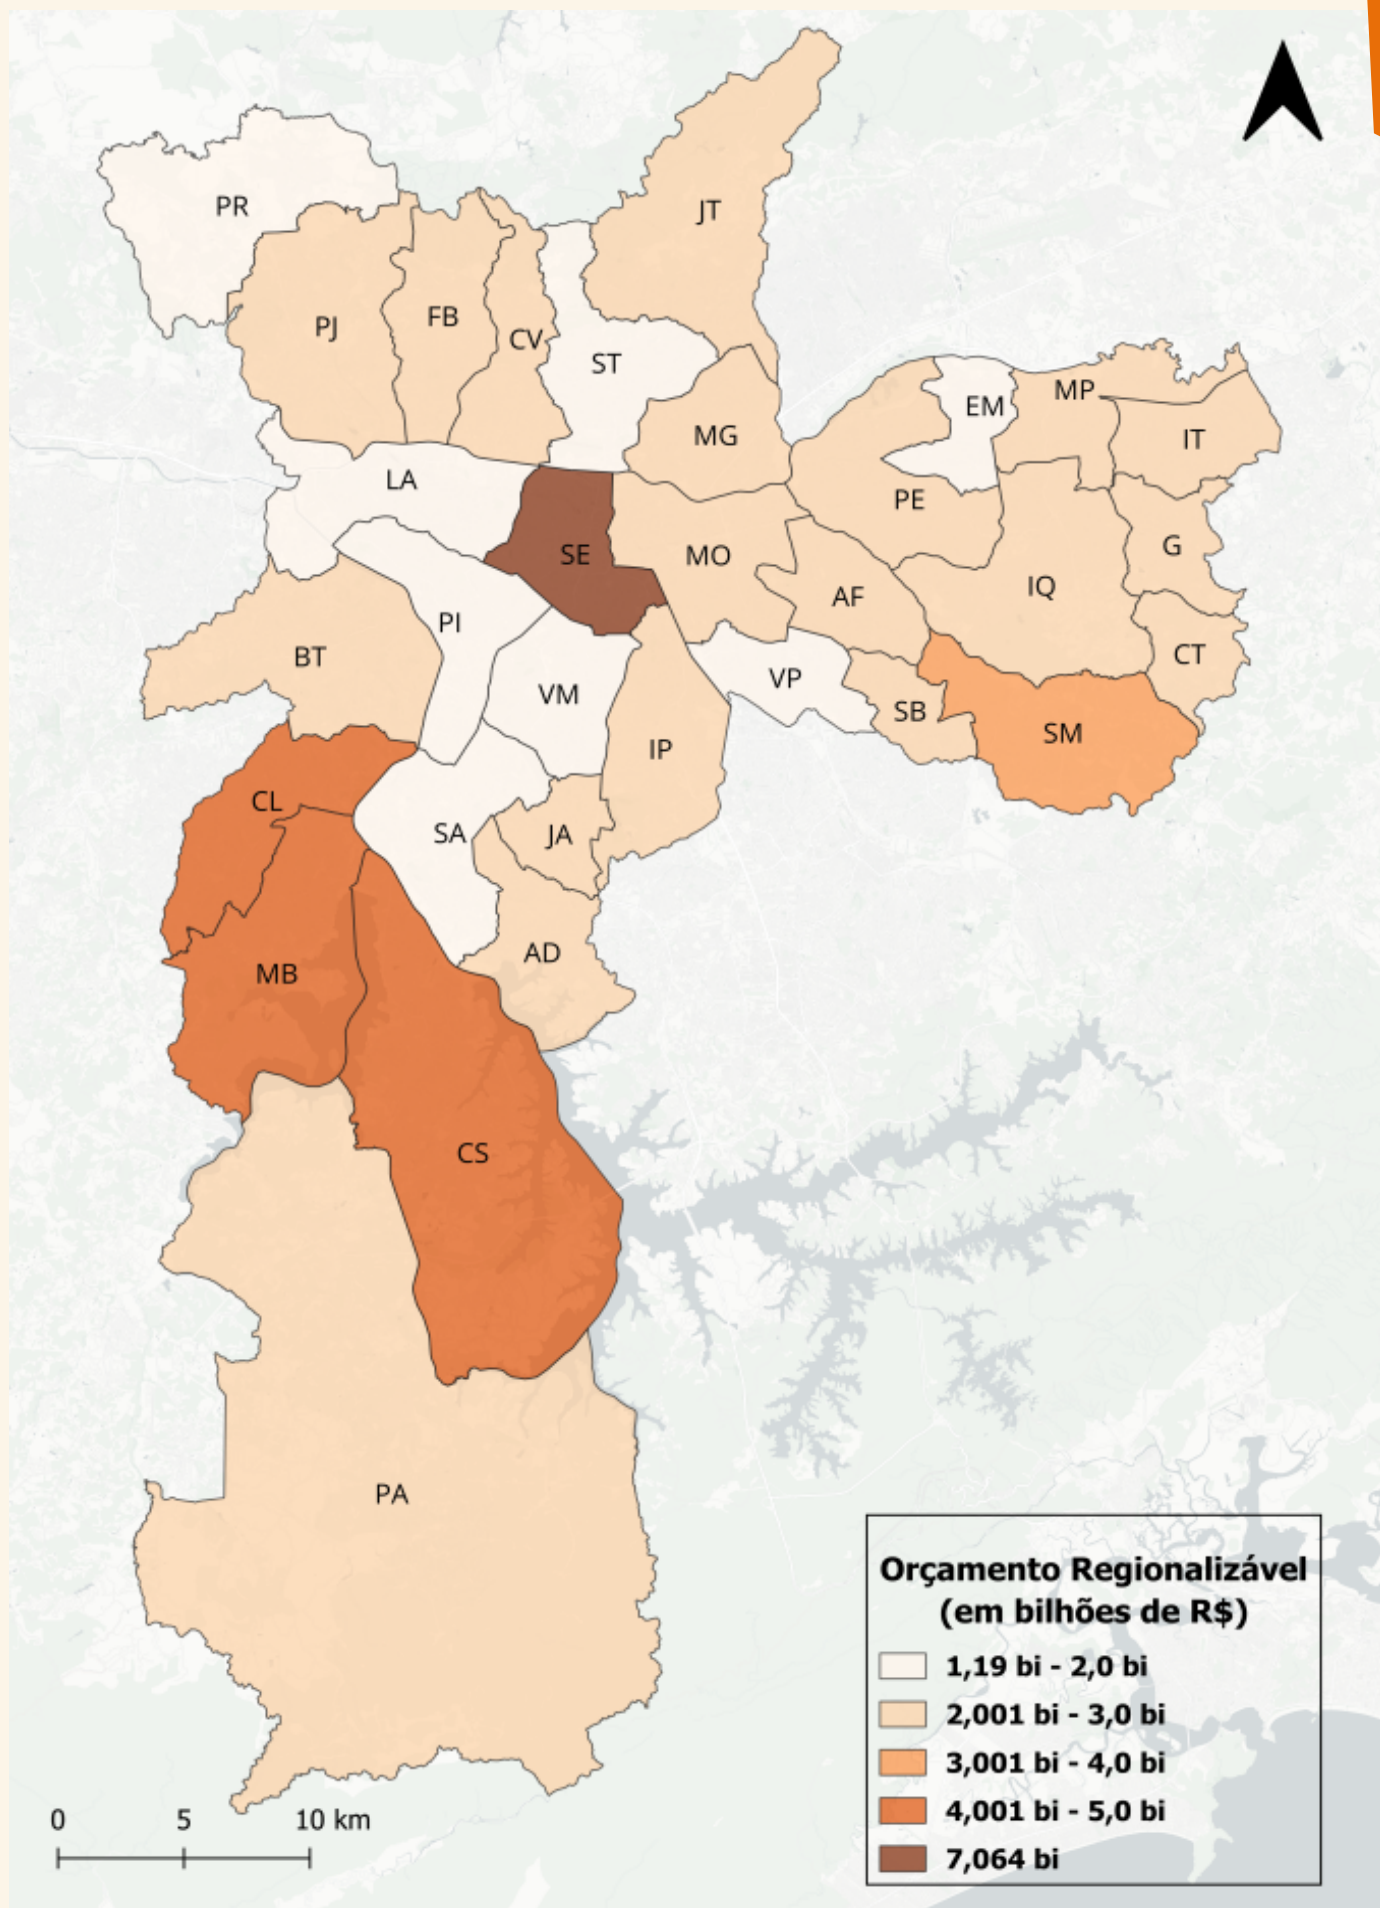 JT
PR
PJ
FB
CV
ST
EM
MP
MG
IT
LA
PE
SE
MO
G
IQ
AF
PI
BT
CT
VP
VM
SB
SM
IP
CL
SA
JA
AD
MB
CS
PA
Orçamento Regionalizável
(em bilhões de R$)
1,19 bi - 2,0 bi
2,001 bi - 3,0 bi
3,001 bi - 4,0 bi
4,001 bi - 5,0 bi
7,064 bi
0 5 10 km